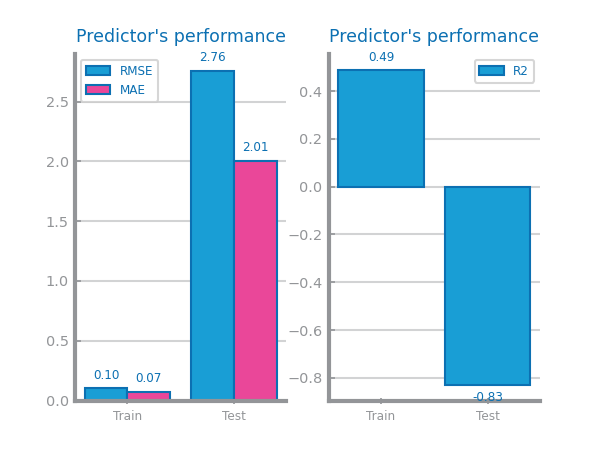 Predictor's performance
2.76
RMSE
MAE
2.5
2.01
2.0
1.5
1.0
0.5
0.10
0.07
0.0
Train
Test
Predictor's performance
0.49
R2
0.4
0.2
0.0
−0.2
−0.4
−0.6
−0.8
-0.83
Train
Test